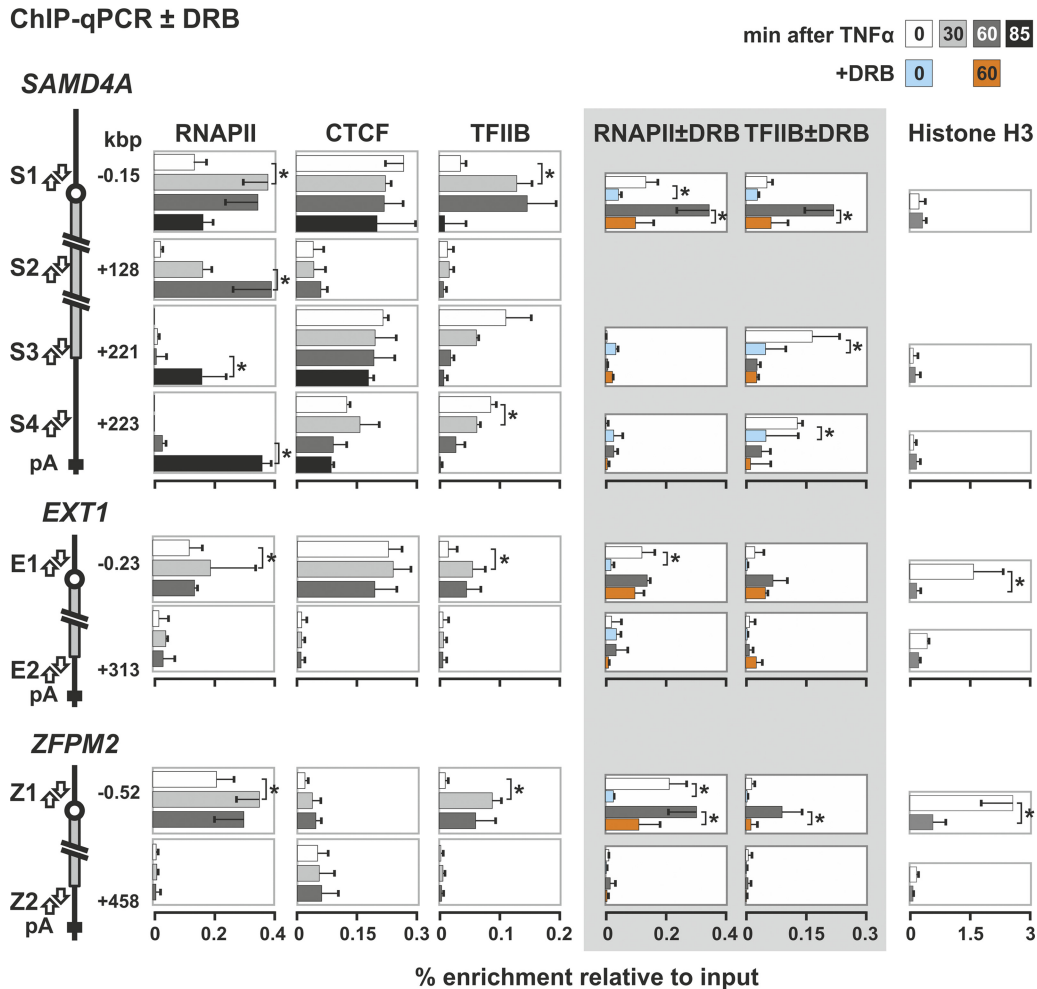 ChIP-qPCR ± DRB
min after TNFα 0 30 60 85
+DRB 0 60
SAMD4A
kbp RNAPII CTCF TFIIB RNAPII±DRB TFIIB±DRB Histone H3
S1 -0.15 * * * * *
S2 +128 *
S3 +221 * *
S4 +223 * * *
pA
EXT1
E1 -0.23 * * * *
E2 +313
pA
ZFPM2
Z1 -0.52 * * * * * *
Z2 +458
pA
0 0.2 0.4 0 0.15 0.3 0 0.1 0.2 0 0.2 0.4 0 0.15 0.3 0 1.5 3
% enrichment relative to input